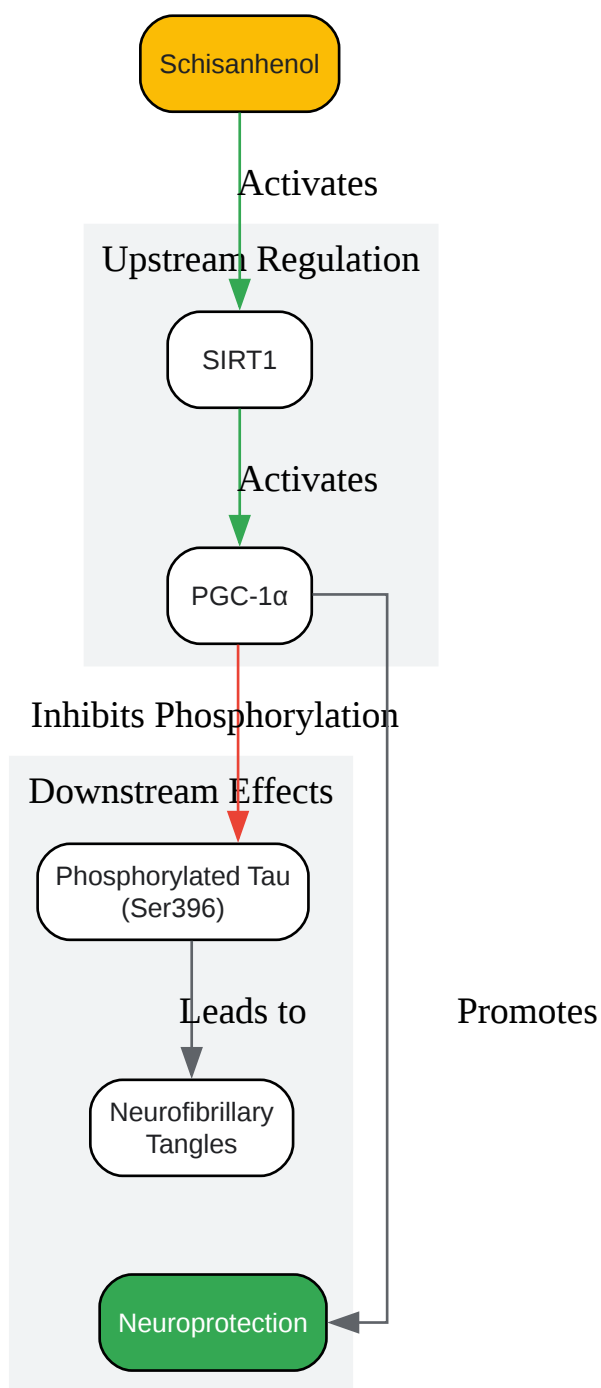 Schisanhenol
Activates
Upstream Regulation
SIRT1
Activates
PGC-1α
Inhibits Phosphorylation
Downstream Effects
Phosphorylated Tau
(Ser396)
Leads to
Promotes
Neurofibrillary
Tangles
Neuroprotection